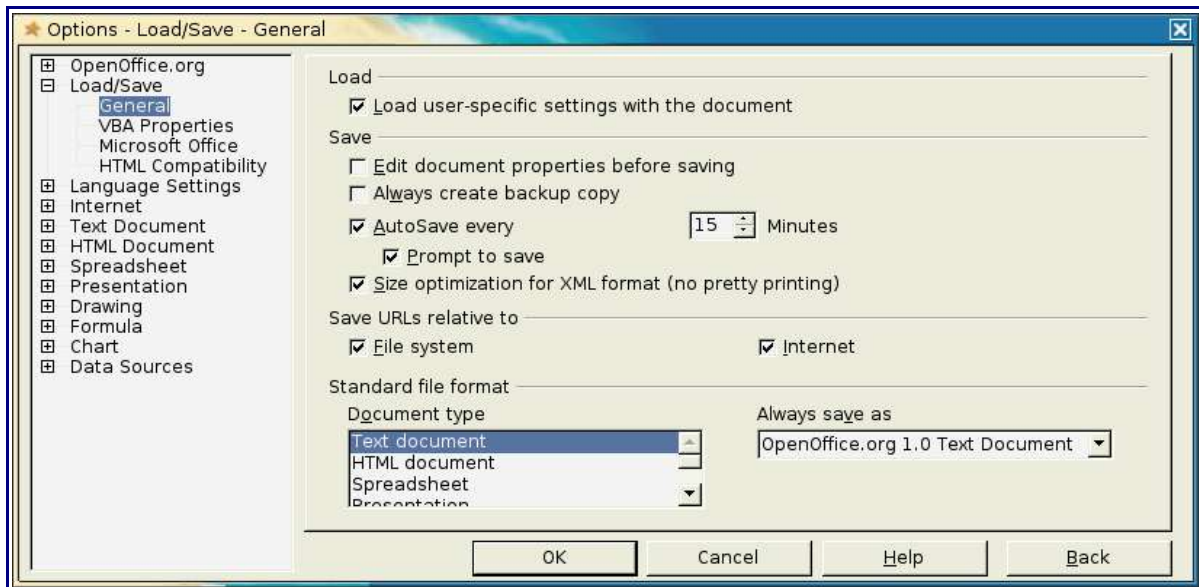 Options - Load/Save - General
OpenOffice.org
Load/Save
General
VBA Properties
Microsoft Office
HTML Compatibility
Language Settings
Internet
Text Document
HTML Document
Spreadsheet
Presentation
Drawing
Formula
Chart
Data Sources
Load
Load user-specific settings with the document
Save
Edit document properties before saving
Always create backup copy
AutoSave every 15 Minutes
Prompt to save
Size optimization for XML format (no pretty printing)
Save URLs relative to
File system Internet
Standard file format
Document type Always save as
Text document OpenOffice.org 1.0 Text Document
HTML document
Spreadsheet
Presentation
OK Cancel Help Back